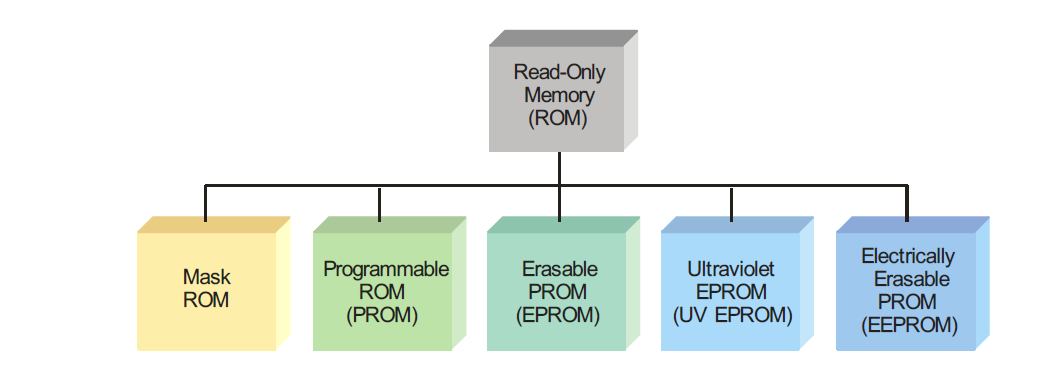 Read-Only
Memory
(ROM)
Mask
ROM
Programmable
ROM
(PROM)
Erasable
PROM
(EPROM)
Ultraviolet
EPROM
(UV EPROM)
Electrically
Erasable
PROM
(EEPROM)